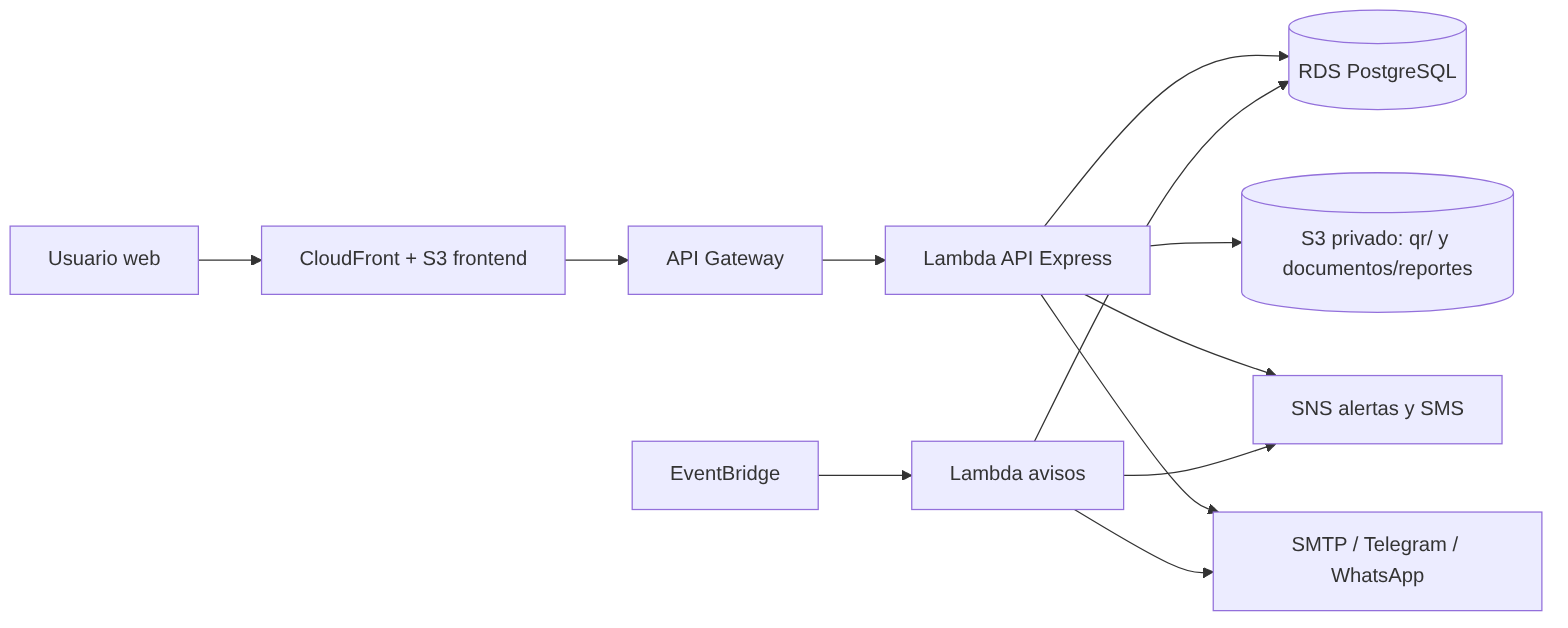 RDS PostgreSQL
Usuario web
CloudFront + S3 frontend
API Gateway
Lambda API Express
S3 privado: qr/ y
documentos/reportes
SNS alertas y SMS
EventBridge
Lambda avisos
SMTP / Telegram /
WhatsApp